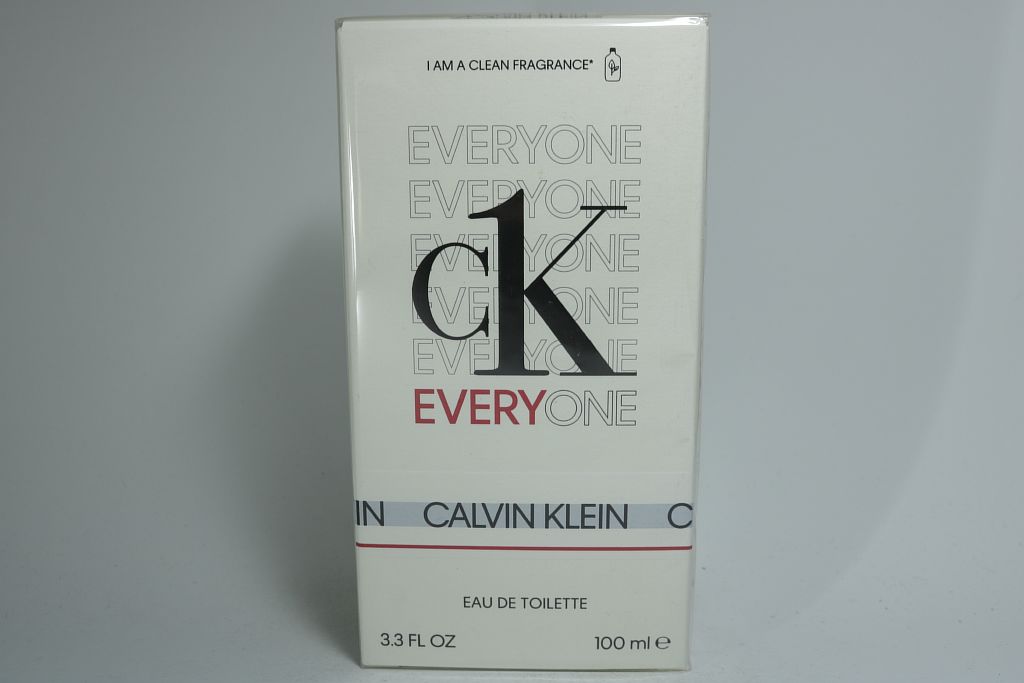 I AM A CLEAN FRAGRANCE*
EVERYONE
EVERYONE
EVERYONE
EVERYONE
EVERYONE
cK
EVERYONE
IN CALVIN KLEIN C
EAU DE TOILETTE
3.3 FL OZ 100 ml ℮